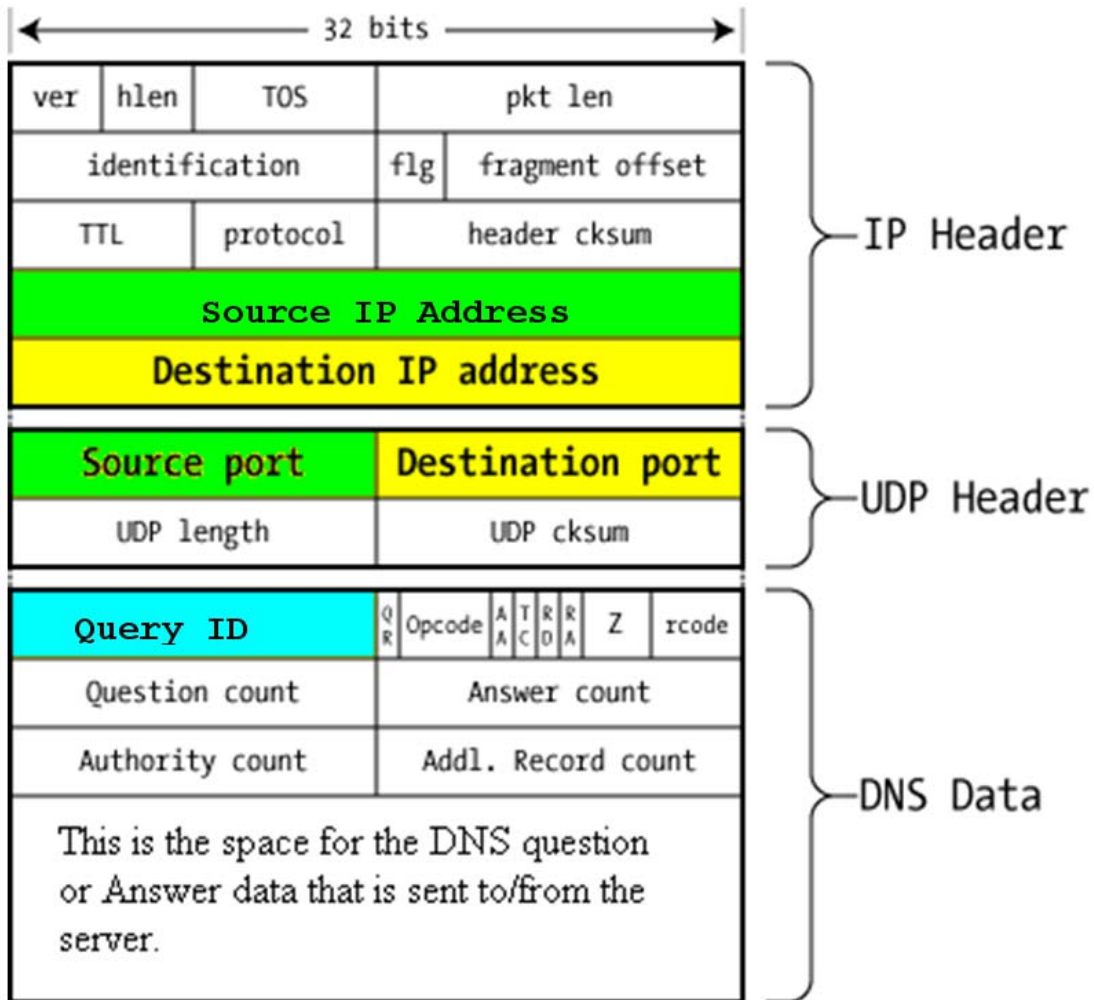 32 bits
ver hlen TOS pkt len
identification flg fragment offset
TTL protocol header cksum
IP Header
Source IP Address
Destination IP address
Source port Destination port
UDP Header
UDP length UDP cksum
Query ID QR Opcode AA TC RD RA Z rcode
Question count Answer count
Authority count Addl. Record count
DNS Data
This is the space for the DNS question
or Answer data that is sent to/from the
server.